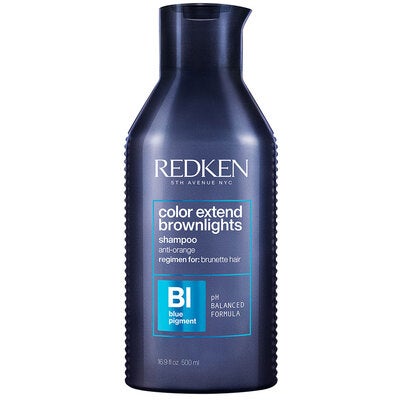 REDKEN
5TH AVENUE NYC
color extend
brownlights
shampoo
anti-orange
regimen for: brunette hair
BI
blue
pigment
pH
BALANCED
FORMULA
16.9 fl oz 500 ml